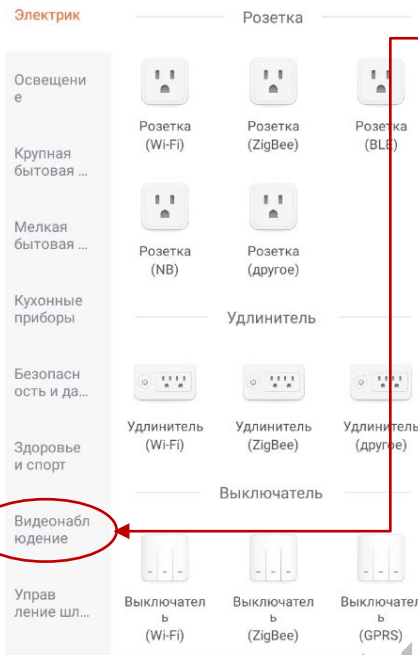 Электрик
Освещени
е
Крупная
бытовая ...
Мелкая
бытовая ...
Кухонные
приборы
Безопасн
ость и да...
Здоровье
и спорт
Видеонабл
юдение
Управ
ление шл...
Розетка
Розетка
(Wi-Fi)
Розетка
(ZigBee)
Розетка
(BLE)
Розетка
(NB)
Розетка
(другое)
Удлинитель
Удлинитель
(Wi-Fi)
Удлинитель
(ZigBee)
Удлинитель
(другое)
Выключатель
Выключател
ь
(Wi-Fi)
Выключател
ь
(ZigBee)
Выключател
ь
(GPRS)